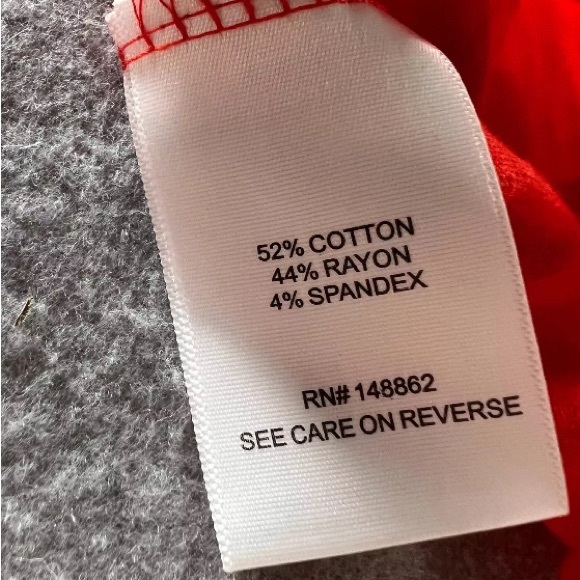 52% COTTON
44% RAYON
4% SPANDEX
RN# 148862
SEE CARE ON REVERSE